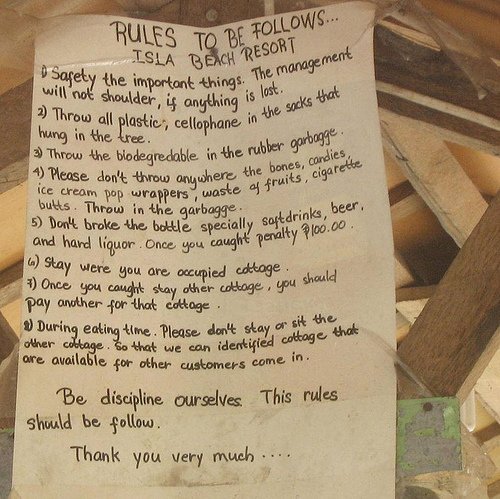 RULES TO BE FOLLOWS...
ISLA BEACH RESORT
1) Safety the important things. The management
will not shoulder, if anything is lost.
2) Throw all plastic, cellophane in the sacks that
hung in the tree.
3) Throw the biodegredable in the rubber garbagge.
4) Please don't throw anywhere the bones, candies,
ice cream pop wrappers, waste of fruits, cigarette
butts. Throw in the garbagge.
5) Don't broke the bottle specially softdrinks, beer,
and hard liquor. Once you caught penalty ₱100.00.
6) Stay were you are occupied cottage.
7) Once you caught stay other cottage, you should
pay another for that cottage.
8) During eating time. Please don't stay or sit the
other cottage. So that we can identified cottage that
are available for other customers come in.
Be discipline ourselves. This rules
should be follow.
Thank you very much ....